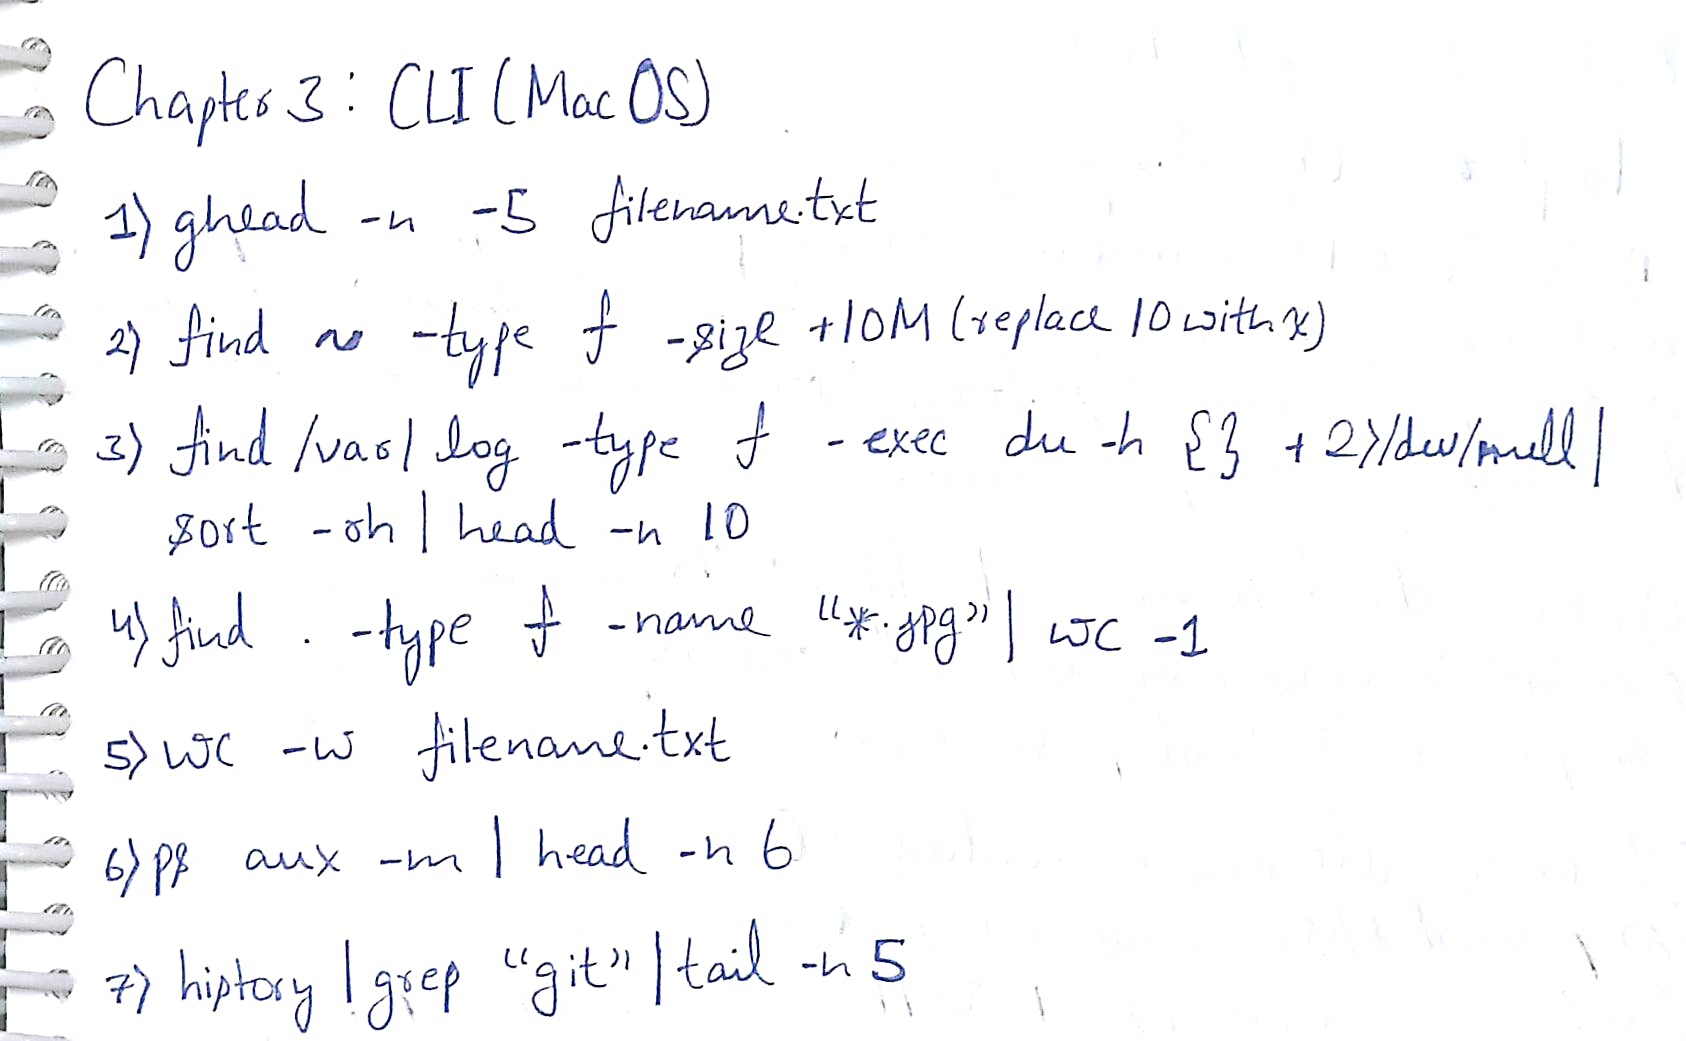 Chapter 3: CLI (Mac OS)
1) ghead -n -5 filename.txt
2) find ~ -type f -size +10M (replace 10 with x)
3) find /var/log -type f -exec du -h {} + 2>/dev/null |
sort -rh | head -n 10
4) find . -type f -name "*.jpg" | wc -l
5) wc -w filename.txt
6) ps aux -m | head -n 6
7) history | grep "git" | tail -n 5